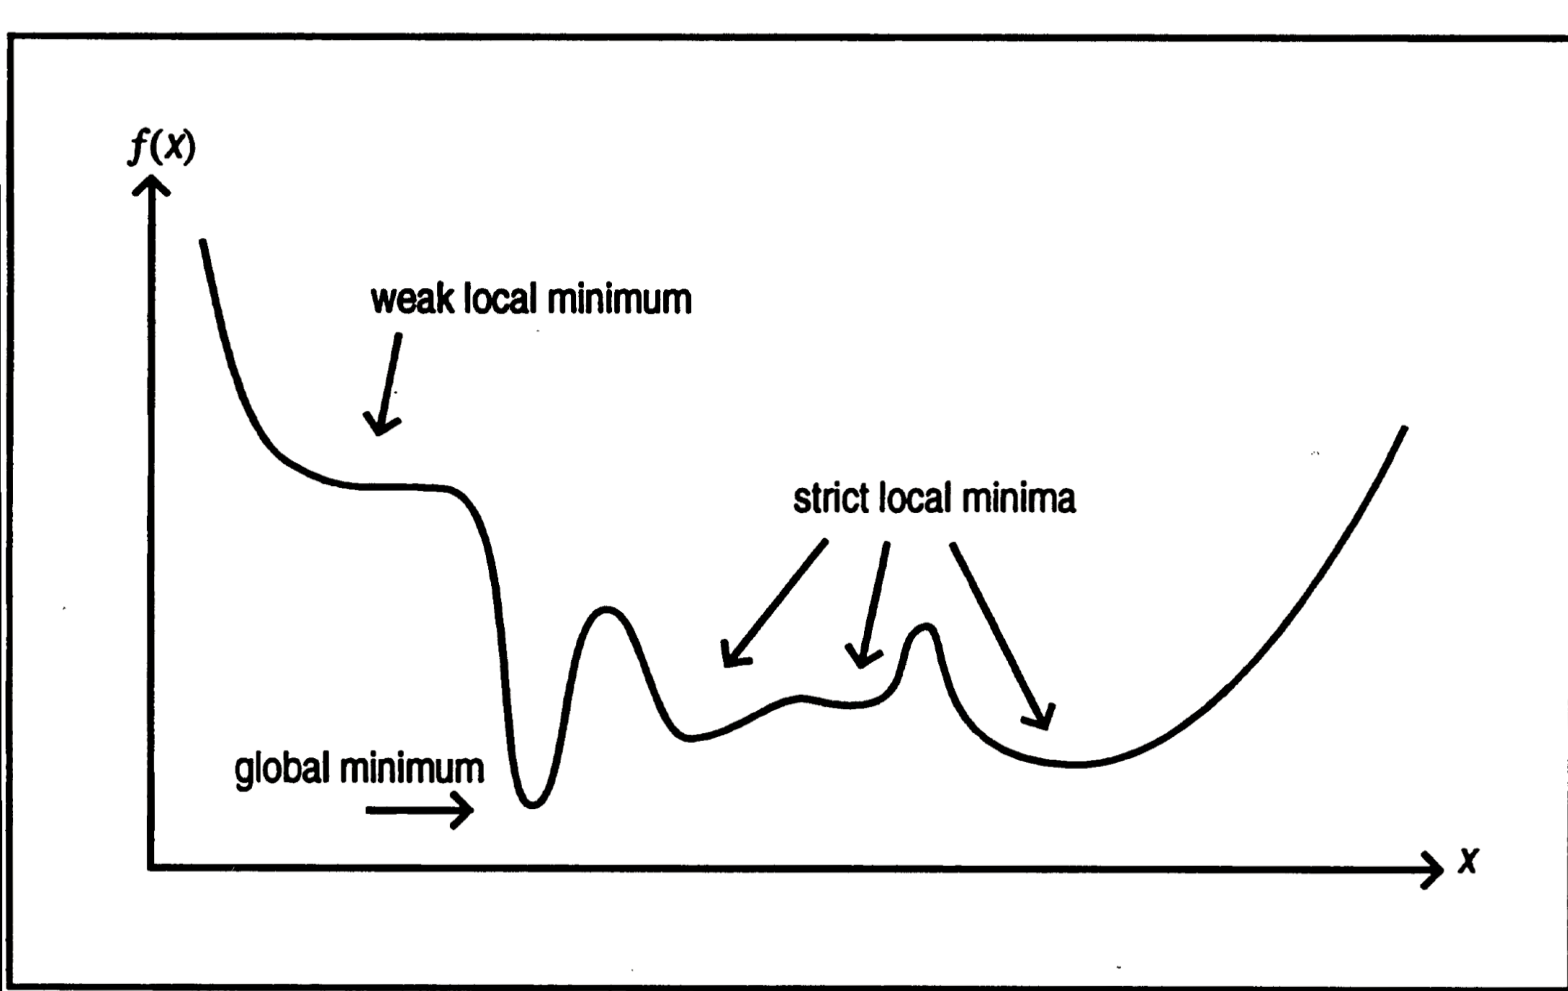 f(x)
weak local minimum
strict local minima
global minimum
x